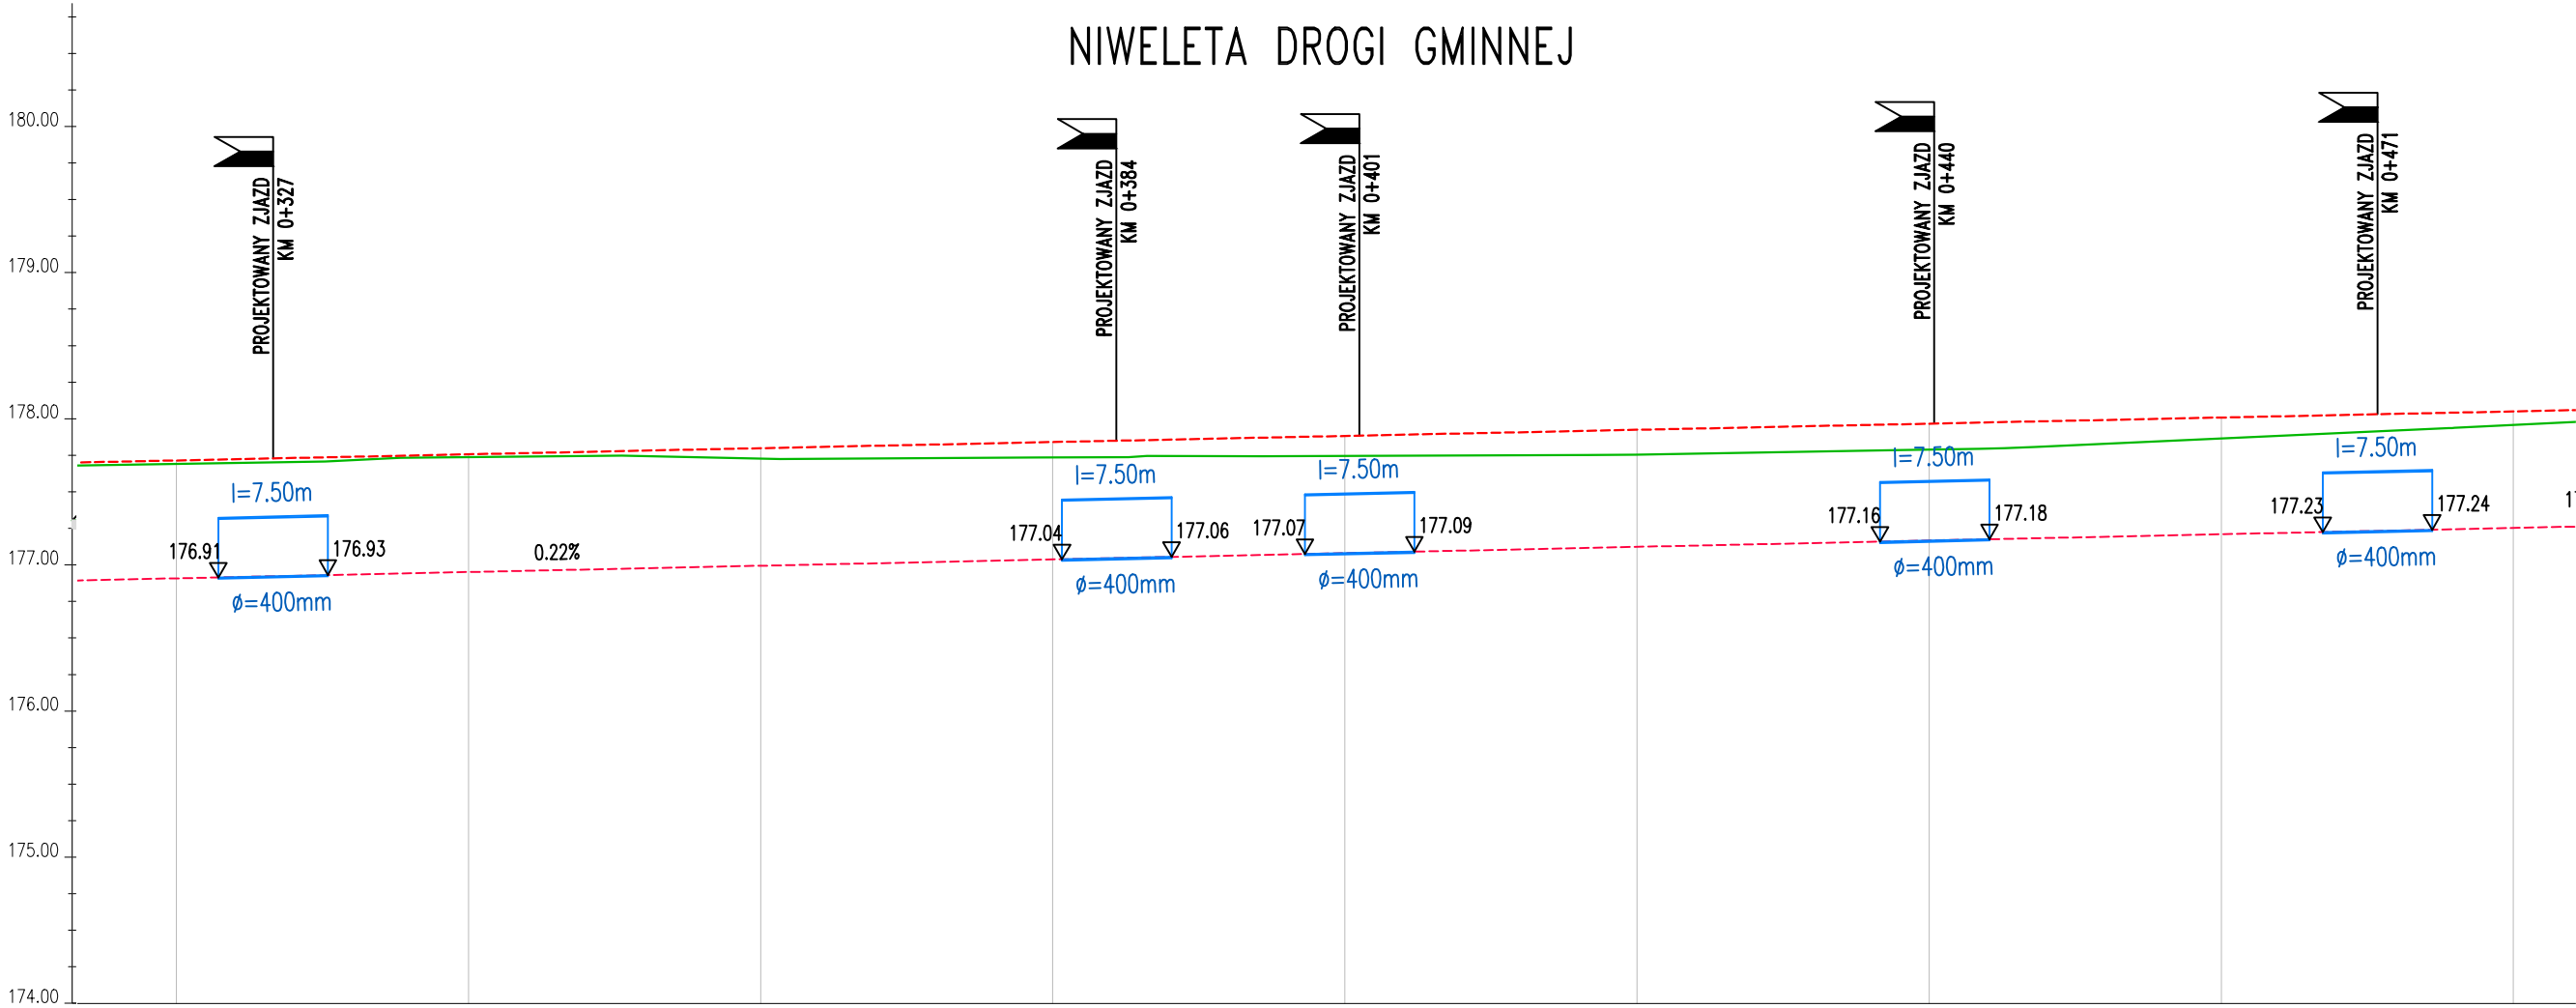 NIWELETA DROGI GMINNEJ
180.00
179.00
178.00
177.00
176.00
175.00
174.00
PROJEKTOWANY ZJAZD
KM 0+327
PROJEKTOWANY ZJAZD
KM 0+384
PROJEKTOWANY ZJAZD
KM 0+401
PROJEKTOWANY ZJAZD
KM 0+440
PROJEKTOWANY ZJAZD
KM 0+471
l=7.50m
176.91
176.93
ø=400mm
0.22%
l=7.50m
177.04
177.06
ø=400mm
l=7.50m
177.07
177.09
ø=400mm
l=7.50m
177.16
177.18
ø=400mm
l=7.50m
177.23
177.24
ø=400mm